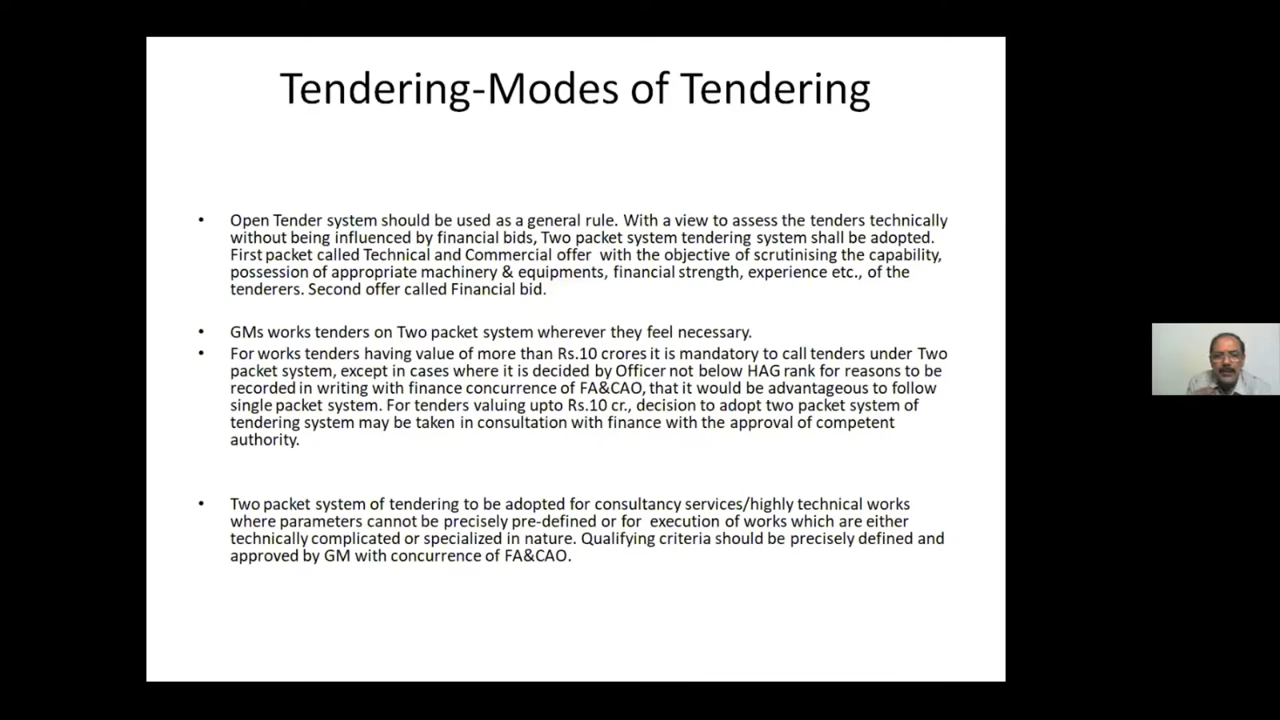 Tendering-Modes of Tendering
• Open Tender system should be used as a general rule. With a view to assess the tenders technically
without being influenced by financial bids, Two packet system tendering system shall be adopted.
First packet called Technical and Commercial offer with the objective of scrutinising the capability,
possession of appropriate machinery & equipments, financial strength, experience etc., of the
tenderers. Second offer called Financial bid.
• GMs works tenders on Two packet system wherever they feel necessary.
• For works tenders having value of more than Rs.10 crores it is mandatory to call tenders under Two
packet system, except in cases where it is decided by Officer not below HAG rank for reasons to be
recorded in writing with finance concurrence of FA&CAO, that it would be advantageous to follow
single packet system. For tenders valuing upto Rs.10 cr., decision to adopt two packet system of
tendering system may be taken in consultation with finance with the approval of competent
authority.
• Two packet system of tendering to be adopted for consultancy services/highly technical works
where parameters cannot be precisely pre-defined or for execution of works which are either
technically complicated or specialized in nature. Qualifying criteria should be precisely defined and
approved by GM with concurrence of FA&CAO.